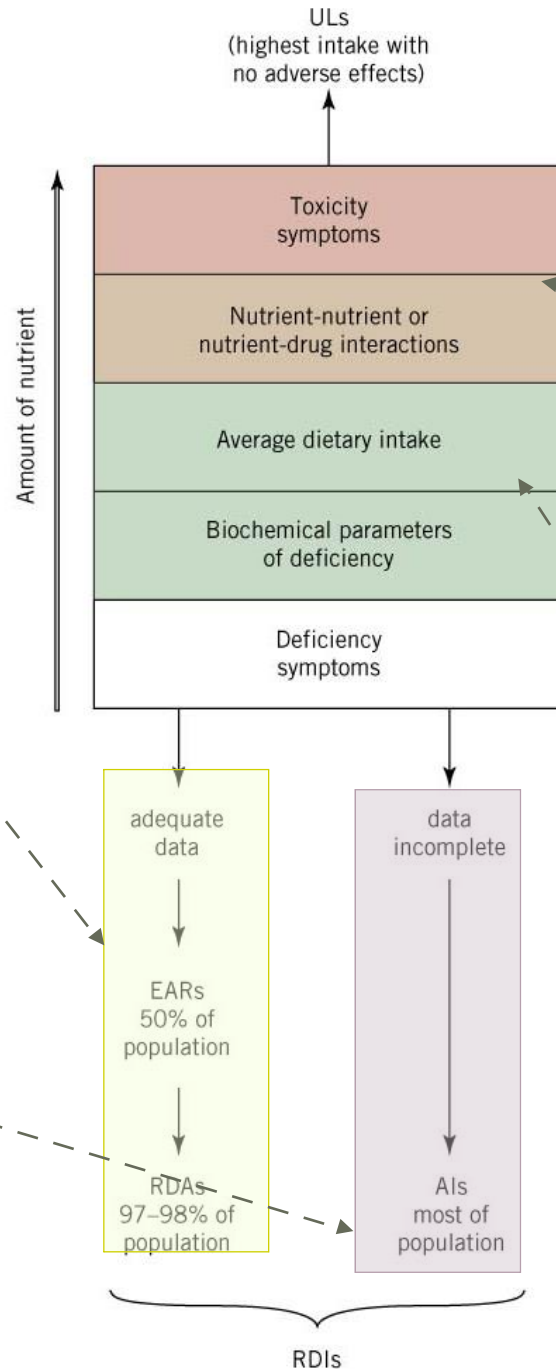 ULs
(highest intake with
no adverse effects)
Amount of nutrient
Toxicity
symptoms
Nutrient-nutrient or
nutrient-drug interactions
Average dietary intake
Biochemical parameters
of deficiency
Deficiency
symptoms
adequate
data
EARs
50% of
population
RDAs
97–98% of
population
data
incomplete
AIs
most of
population
RDIs